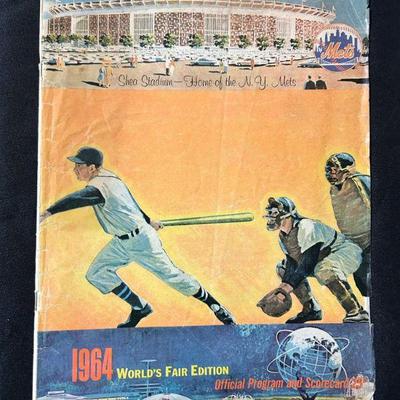 Mets
Shea Stadium—Home of the N.Y. Mets
1964 WORLD'S FAIR EDITION
Official Program and Scorecard